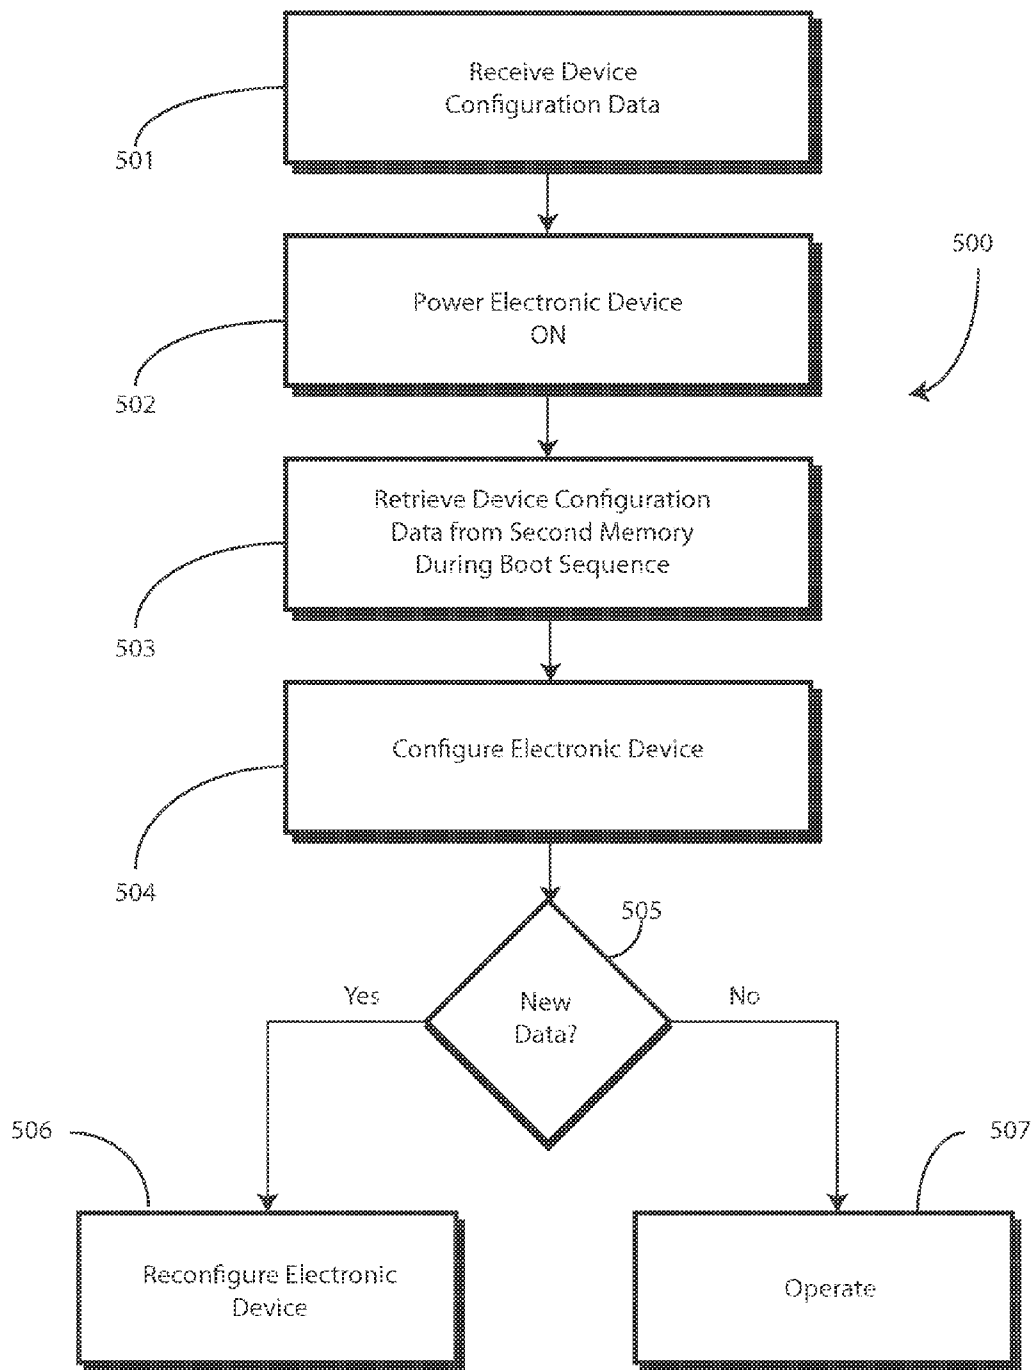 Receive Device
Configuration Data
501
Power Electronic Device
ON
500
502
Retrieve Device Configuration
Data from Second Memory
During Boot Sequence
503
Configure Electronic Device
504
505
Yes
New
Data?
No
506
507
Reconfigure Electronic
Device
Operate